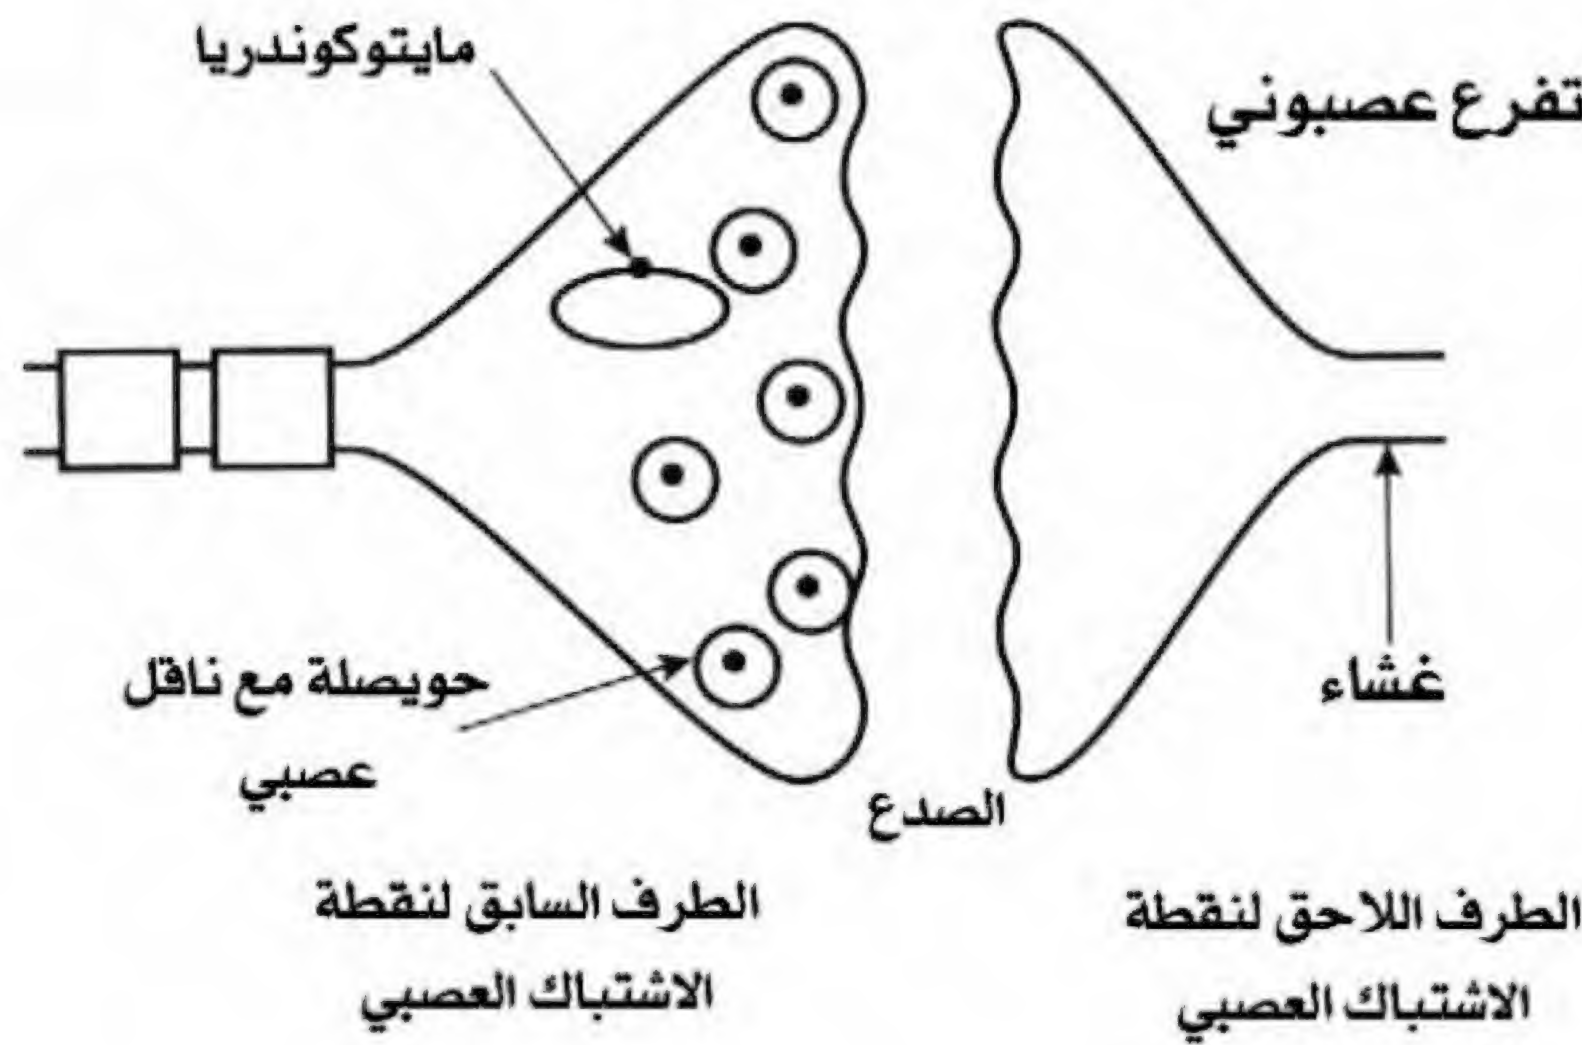 مايتوكوندريا
تفرع عصبوني
حويصلة مع ناقل
عصبي
غشاء
الصدع
الطرف السابق لنقطة
الاشتباك العصبي
الطرف اللاحق لنقطة
الاشتباك العصبي